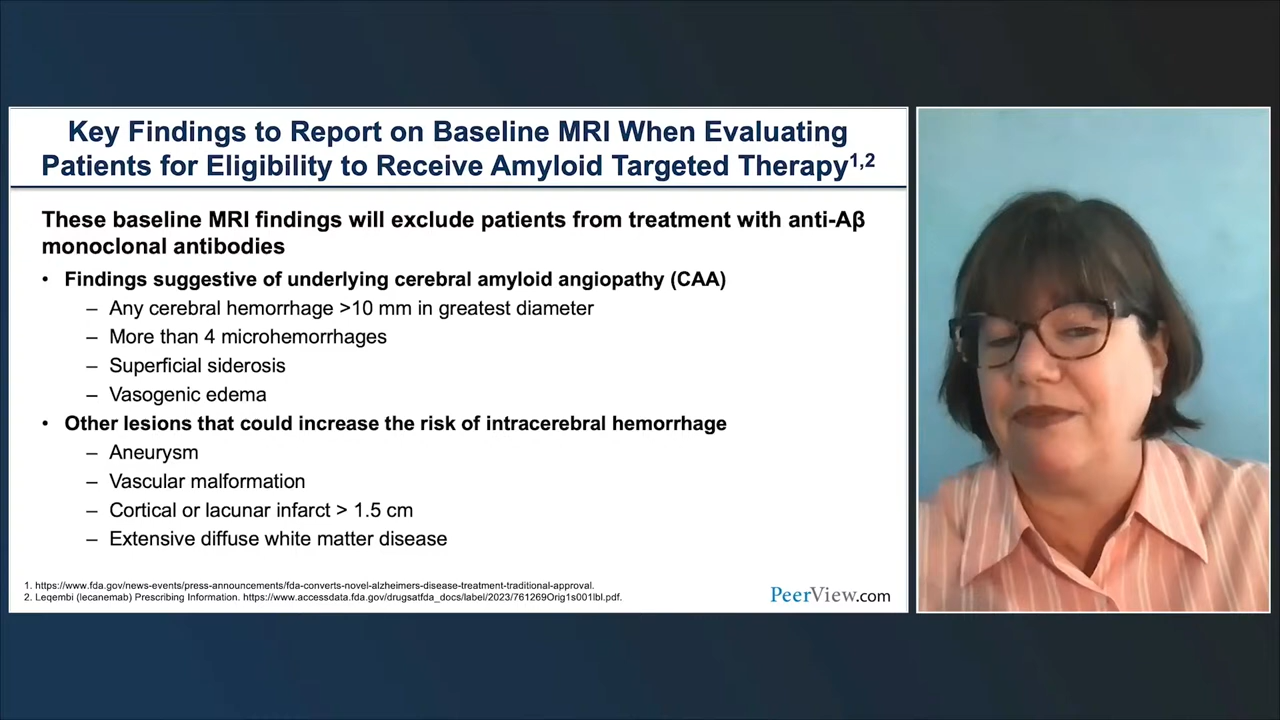 Key Findings to Report on Baseline MRI When Evaluating
Patients for Eligibility to Receive Amyloid Targeted Therapy1,2
These baseline MRI findings will exclude patients from treatment with anti-Aβ
monoclonal antibodies
• Findings suggestive of underlying cerebral amyloid angiopathy (CAA)
– Any cerebral hemorrhage >10 mm in greatest diameter
– More than 4 microhemorrhages
– Superficial siderosis
– Vasogenic edema
• Other lesions that could increase the risk of intracerebral hemorrhage
– Aneurysm
– Vascular malformation
– Cortical or lacunar infarct > 1.5 cm
– Extensive diffuse white matter disease
1. https://www.fda.gov/news-events/press-announcements/fda-converts-novel-alzheimers-disease-treatment-traditional-approval.
2. Leqembi (lecanemab) Prescribing Information. https://www.accessdata.fda.gov/drugsatfda_docs/label/2023/761269Orig1s001lbl.pdf.
PeerView.com